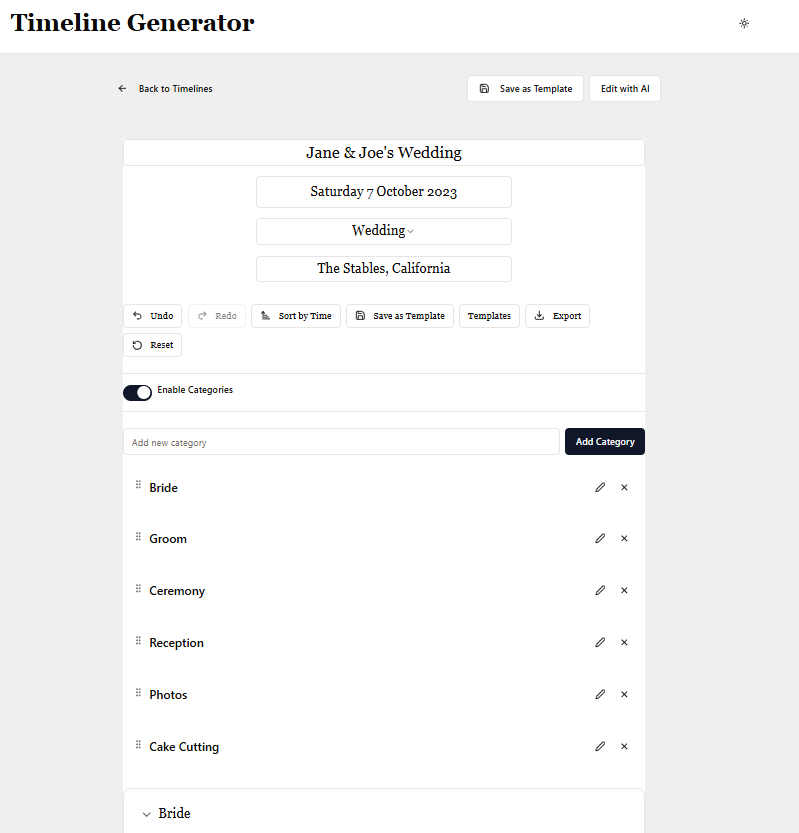 Timeline Generator
Back to Timelines
Save as Template
Edit with AI
Jane & Joe's Wedding
Saturday 7 October 2023
Wedding
The Stables, California
Undo
Redo
Sort by Time
Save as Template
Templates
Export
Reset
Enable Categories
Add new category
Add Category
Bride
Groom
Ceremony
Reception
Photos
Cake Cutting
Bride